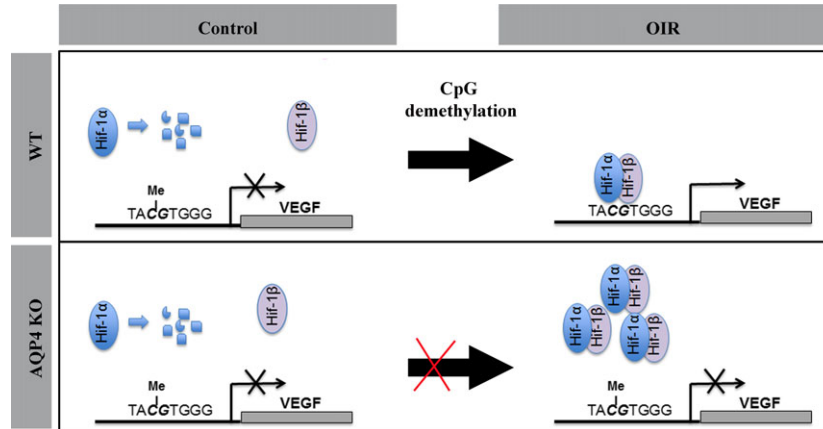 Control
OIR
WT
CpG
demethylation
Hif-1α
Hif-1β
Hif-1α
Hif-1β
Me
TACGTGGG
VEGF
TACGTGGG
VEGF
AQP4 KO
Hif-1α
Hif-1β
Hif-1α
Hif-1β
Hif-1α
Hif-1β
Hif-1α
Hif-1β
Me
TACGTGGG
VEGF
Me
TACGTGGG
VEGF